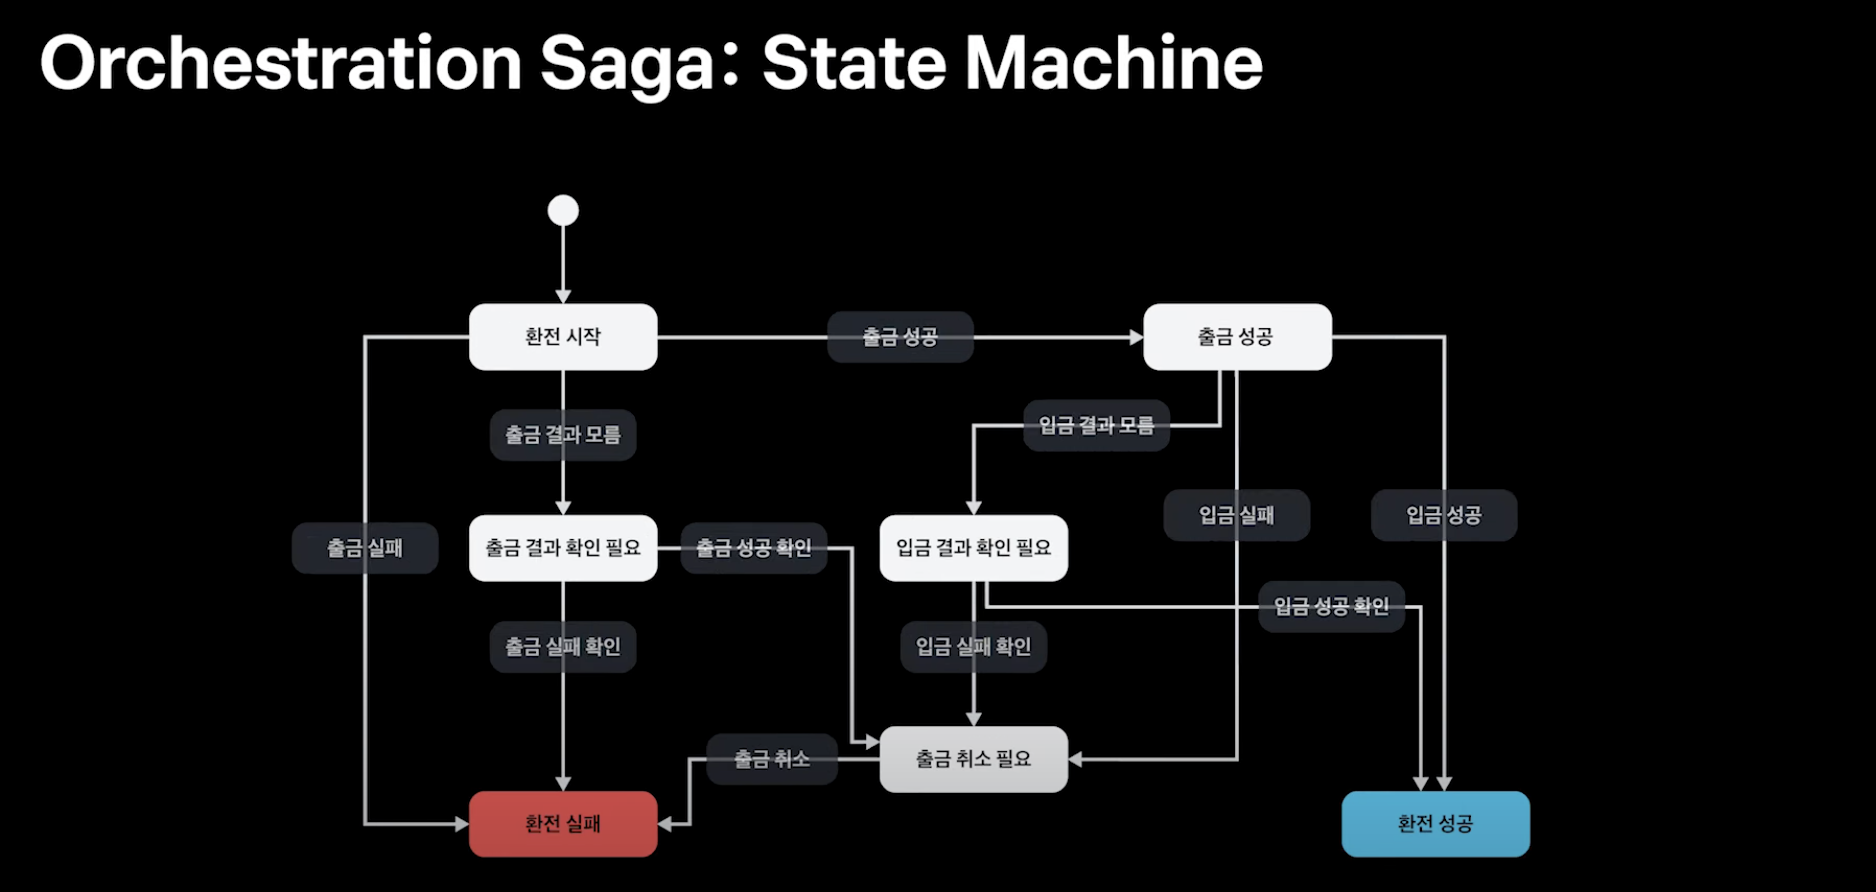 Orchestration Saga: State Machine
환전 시작
출금 성공
출금 성공
출금 결과 모름
입금 결과 모름
출금 실패
출금 결과 확인 필요
출금 성공 확인
입금 결과 확인 필요
입금 실패
입금 성공
입금 성공 확인
출금 실패 확인
입금 실패 확인
출금 취소
출금 취소 필요
환전 실패
환전 성공